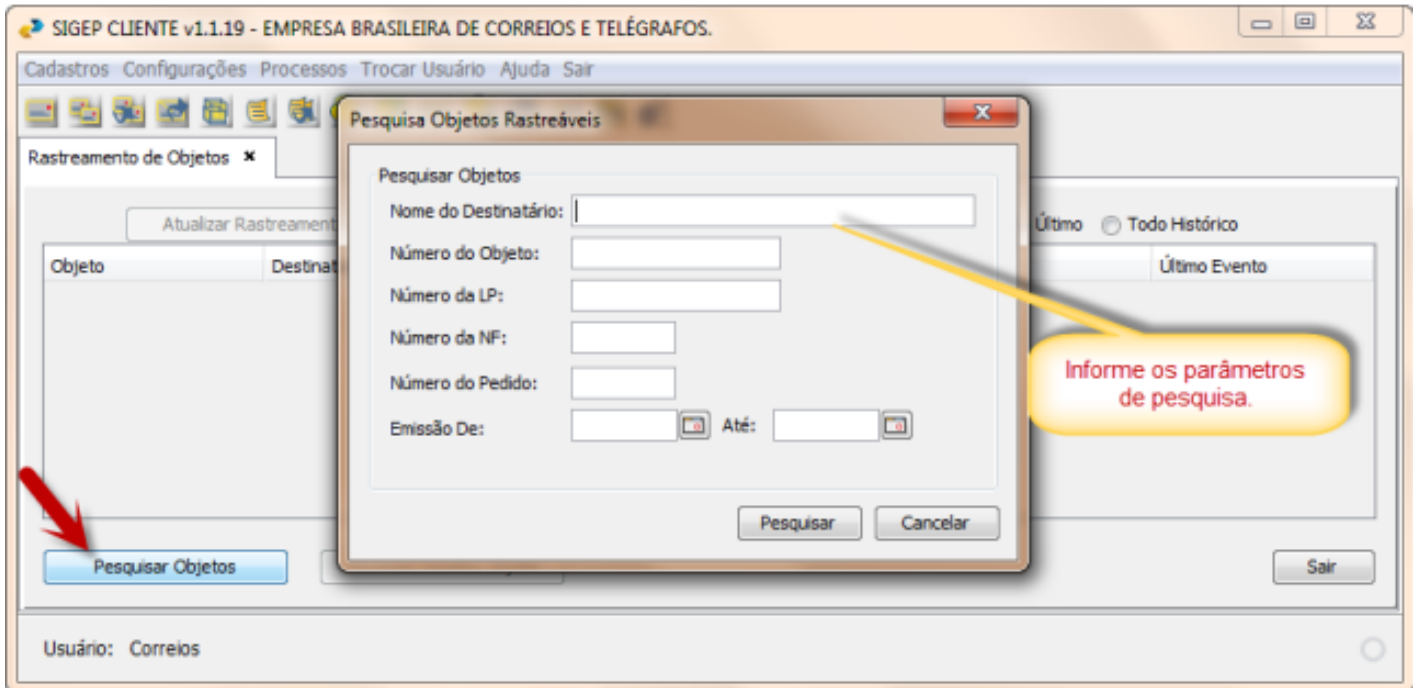 SIGEP CLIENTE v1.1.19 - EMPRESA BRASILEIRA DE CORREIOS E TELÉGRAFOS.
Cadastros Configurações Processos Trocar Usuário Ajuda Sair
Pesquisa Objetos Rastreáveis
Rastreamento de Objetos
Pesquisar Objetos
Nome do Destinatário:
Atualizar Rastreament
Último Todo Histórico
Número do Objeto:
Objeto Destinat Último Evento
Número da LP:
Número da NF:
Informe os parâmetros
de pesquisa.
Número do Pedido:
Emissão De: Até:
Pesquisar Cancelar
Pesquisar Objetos Sair
Usuário: Correios